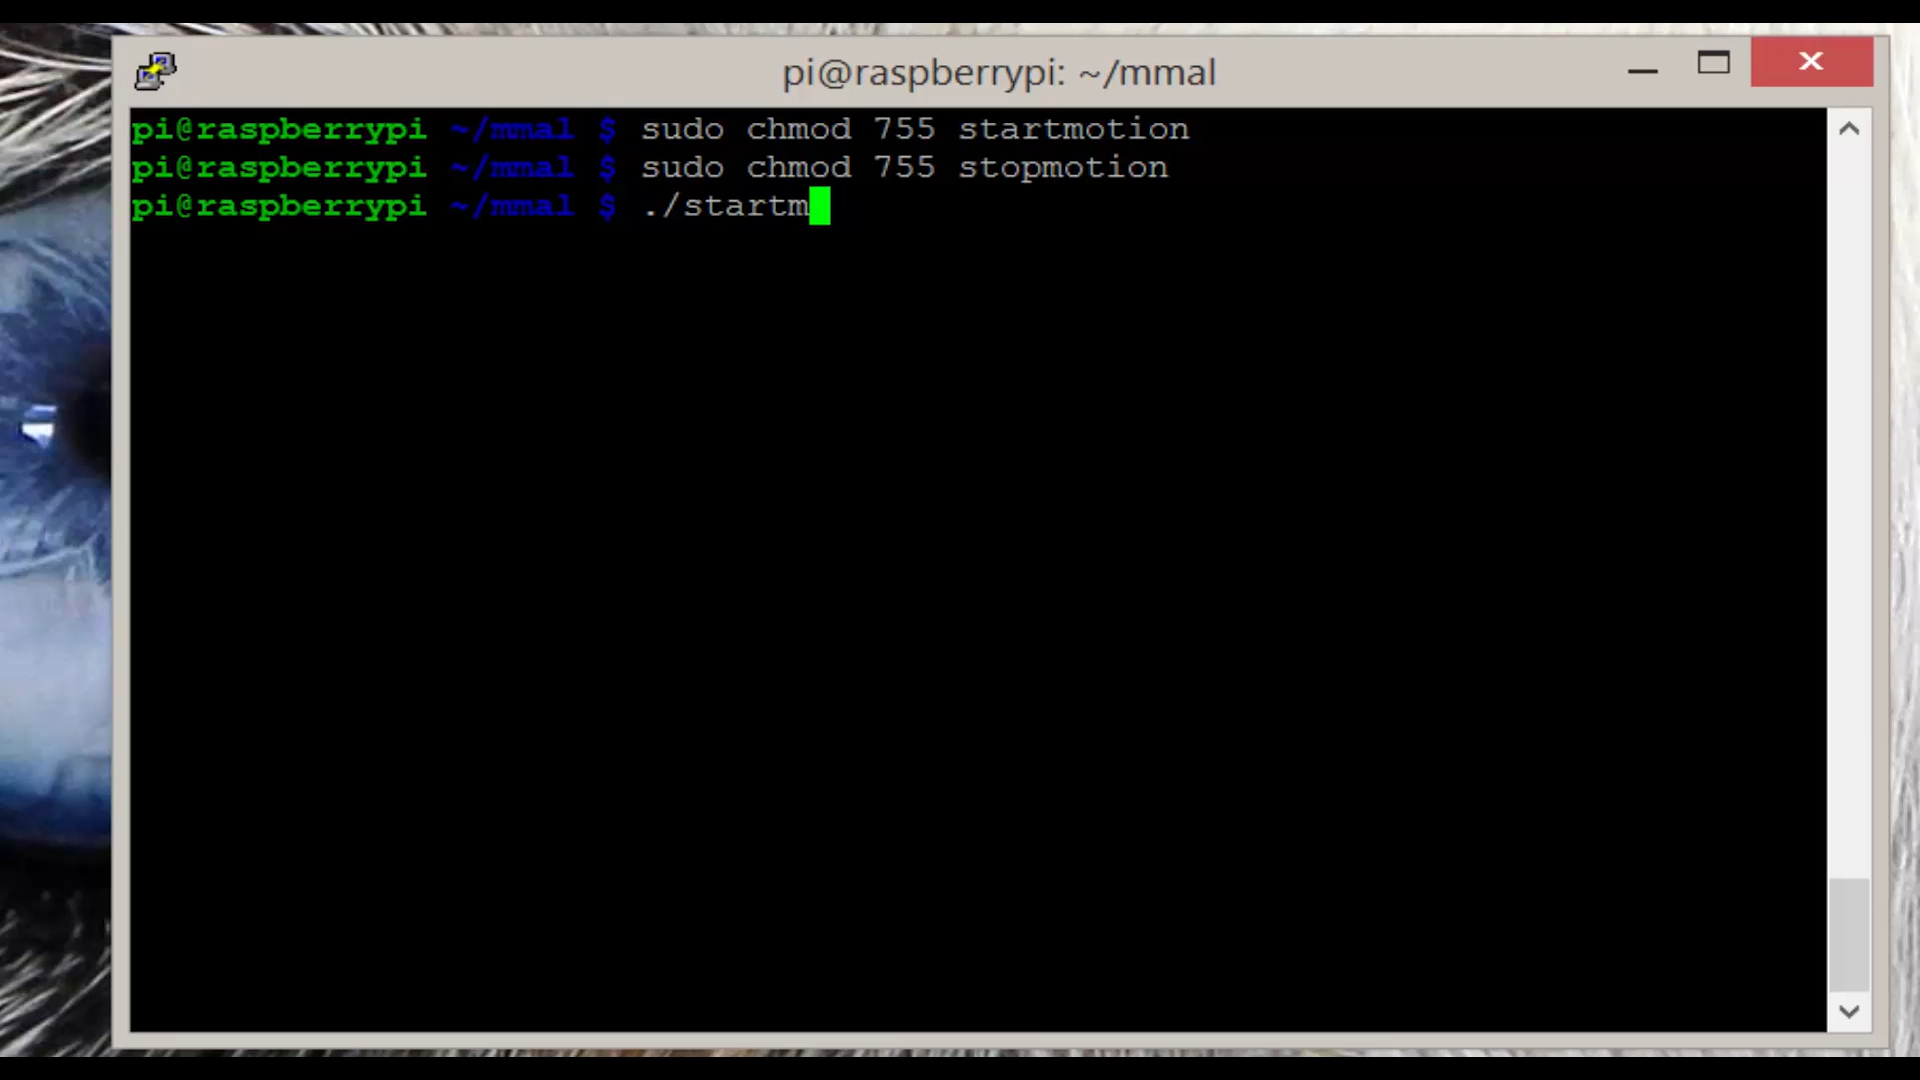 pi@raspberrypi: ~/mmal
pi@raspberrypi ~/mmal $ sudo chmod 755 startmotion
pi@raspberrypi ~/mmal $ sudo chmod 755 stopmotion
pi@raspberrypi ~/mmal $ ./startm